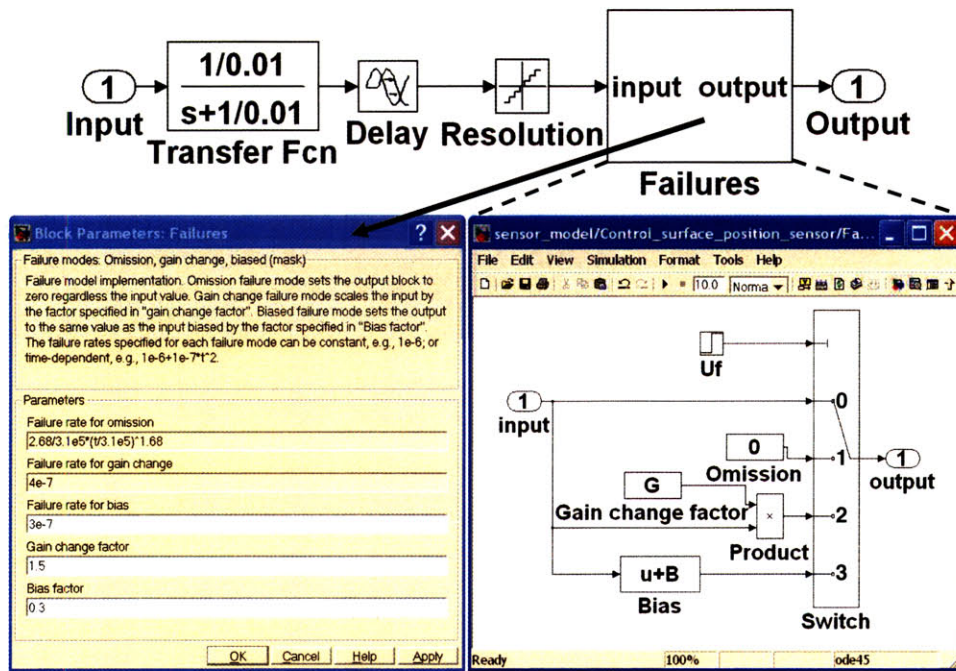 1
Input
1/0.01
s+1/0.01
Transfer Fcn
Delay
Resolution
input output
Failures
1
Output
Block Parameters: Failures
Failure modes: Omission, gain change, biased (mask)
Failure model implementation. Omission failure mode sets the output block to
zero regardless the input value. Gain change failure mode scales the input by
the factor specified in "gain change factor". Biased failure mode sets the output
to the same value as the input biased by the factor specified in "Bias factor".
The failure rates specified for each failure mode can be constant, e.g., 1e-6; or
time-dependent, e.g., 1e-6+1e-7*t^2.
Parameters
Failure rate for omission
2.68/3.1e5*(t/3.1e5)^1.68
Failure rate for gain change
4e-7
Failure rate for bias
3e-7
Gain change factor
1.5
Bias factor
0.3
OK Cancel Help Apply
sensor_model/Control_surface_position_sensor/Fa...
File Edit View Simulation Format Tools Help
10.0 Norma
Uf
1
input
0
Omission
G
Gain change factor
×
Product
u+B
Bias
0
1
2
3
Switch
1
output
Ready 100% ode45